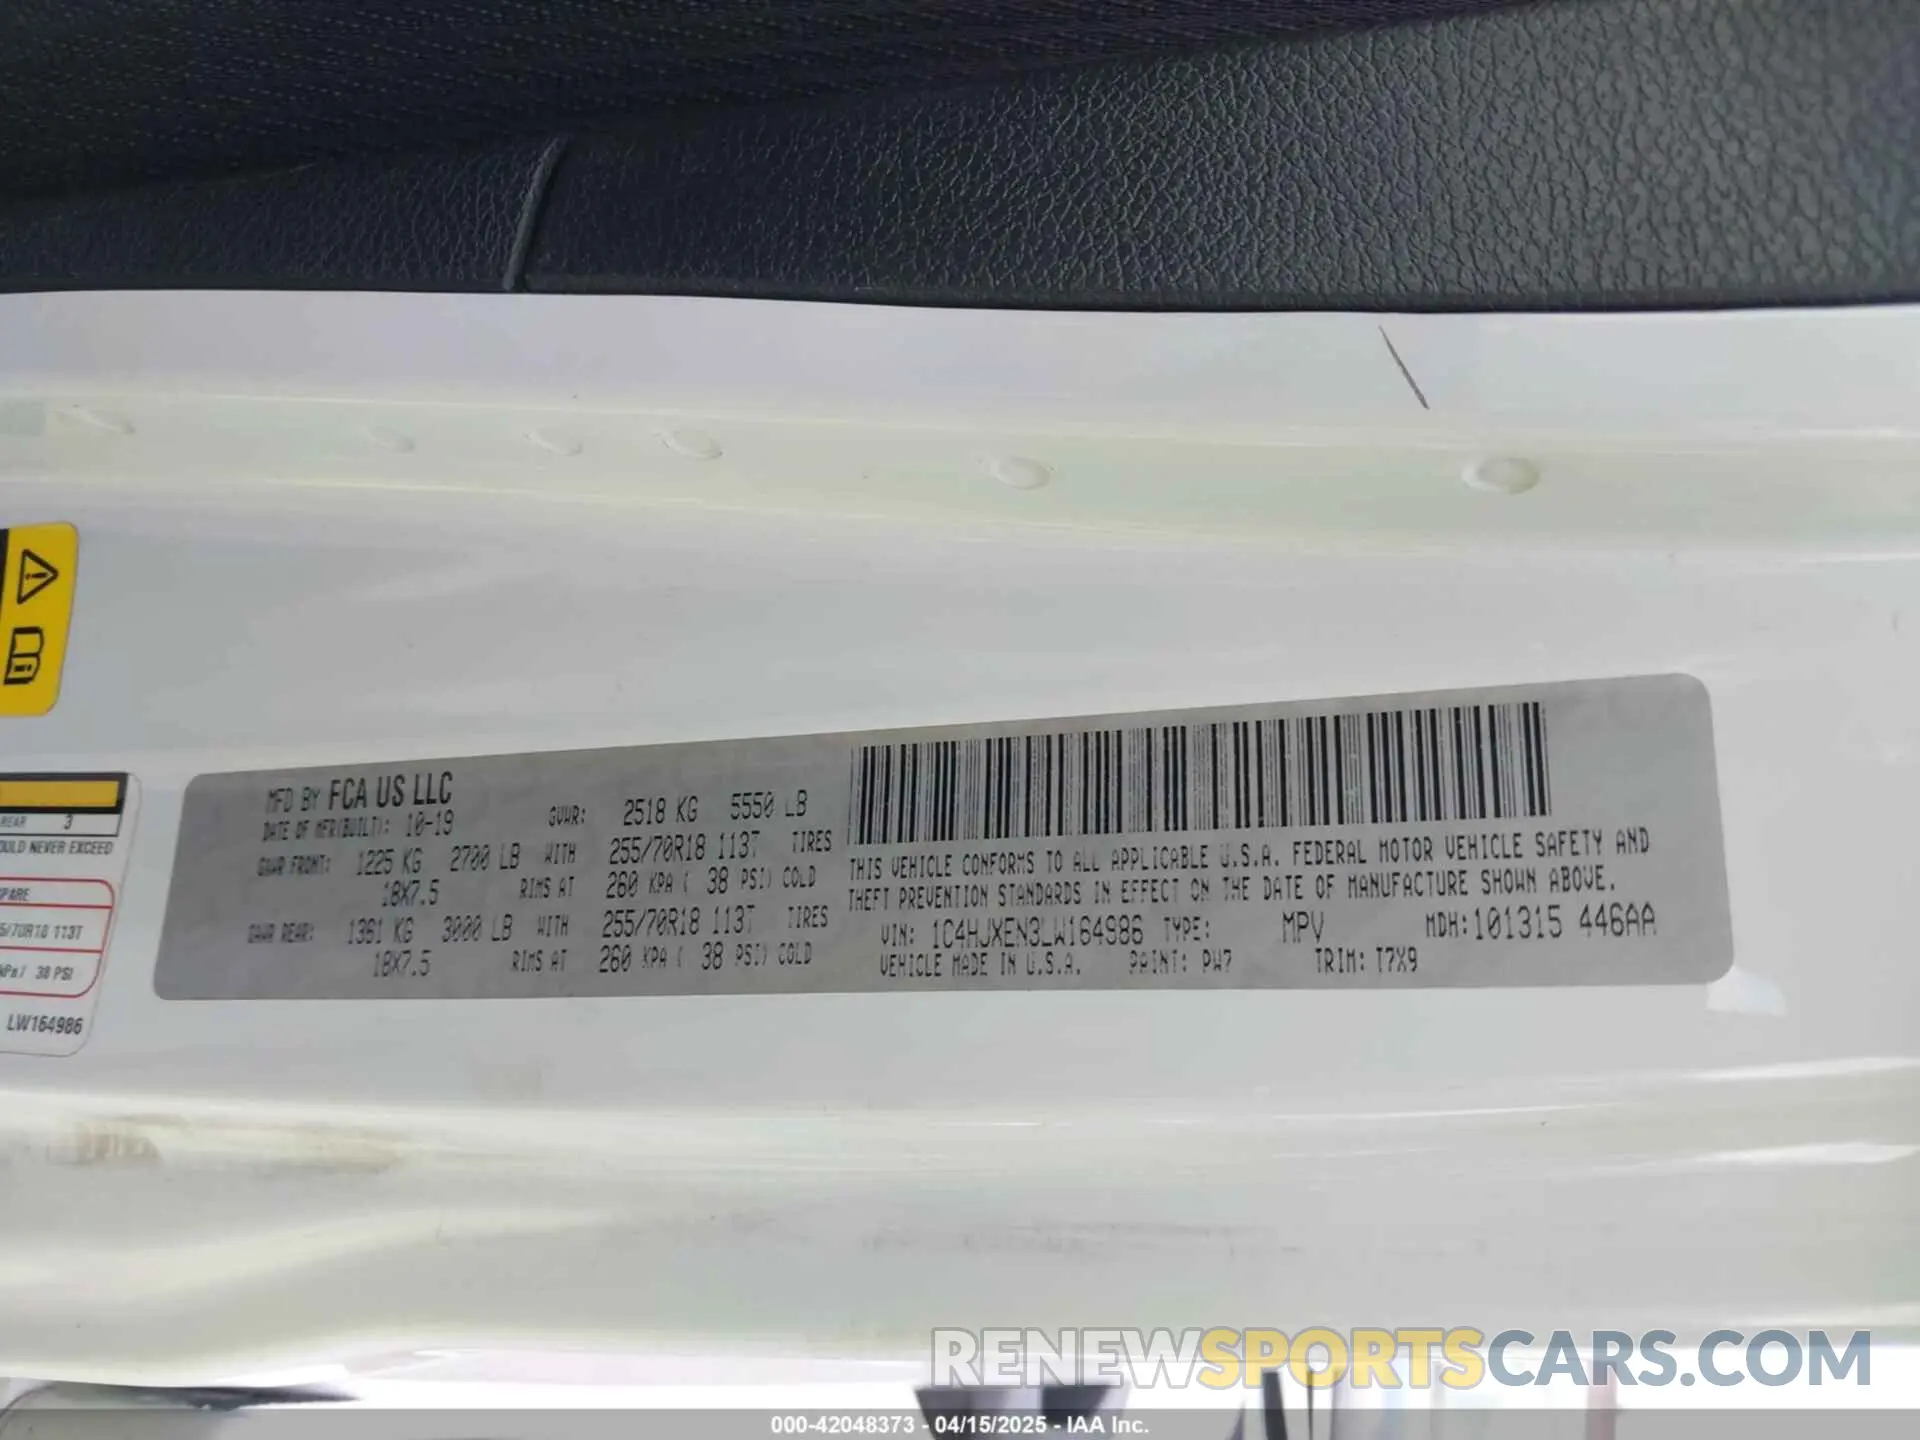 REAR 3
OULD NEVER EXCEED
PARE
5/70R18 113T
kPa/ 38 PSI
LW164986
MFD BY FCA US LLC
DATE OF MFR(BUILT): 10-19 GVWR: 2518 KG 5550 LB
GAWR FRONT: 1225 KG 2700 LB WITH 255/70R18 113T TIRES
18X7.5 RIMS AT 260 KPA ( 38 PSI) COLD
GAWR REAR: 1361 KG 3000 LB WITH 255/70R18 113T TIRES
18X7.5 RIMS AT 260 KPA ( 38 PSI) COLD
THIS VEHICLE CONFORMS TO ALL APPLICABLE U.S.A. FEDERAL MOTOR VEHICLE SAFETY AND
THEFT PREVENTION STANDARDS IN EFFECT ON THE DATE OF MANUFACTURE SHOWN ABOVE.
VIN: 1C4HJXEN3LW164986 TYPE: MPV MDH:101315 446AA
VEHICLE MADE IN U.S.A. PAINT: PW7 TRIM: T7X9
RENEWSPORTSCARS.COM
000-42048373 - 04/15/2025 - IAA Inc.